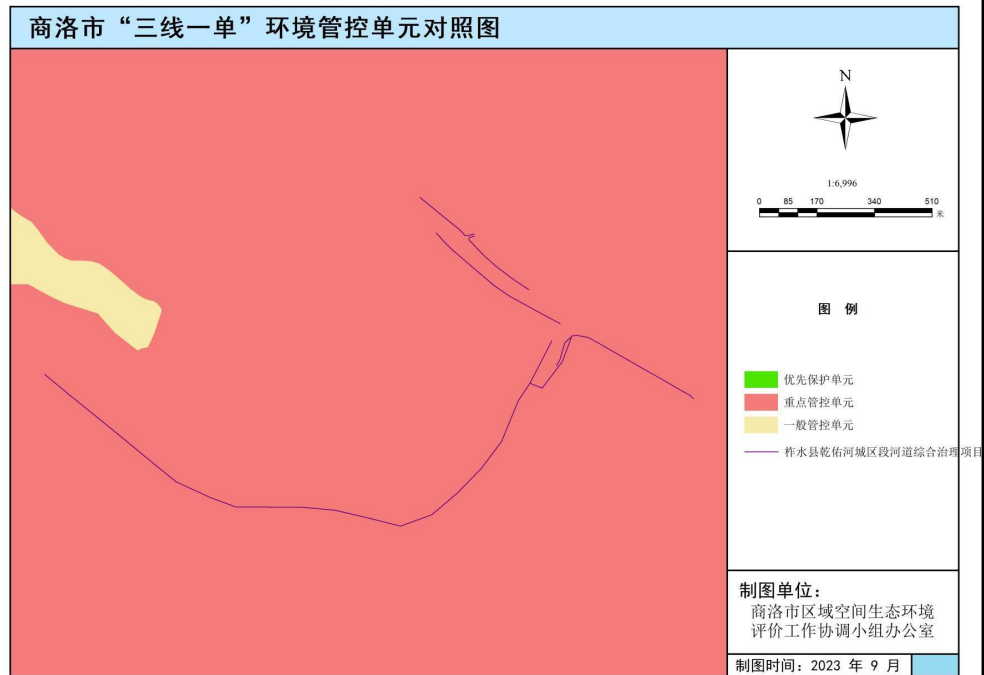 商洛市“三线一单”环境管控单元对照图
N
1:6,996
0 85 170 340 510
米
图 例
优先保护单元
重点管控单元
一般管控单元
柞水县乾佑河城区段河道综合治理项目
制图单位：
商洛市区域空间生态环境
评价工作协调小组办公室
制图时间：2023 年 9 月